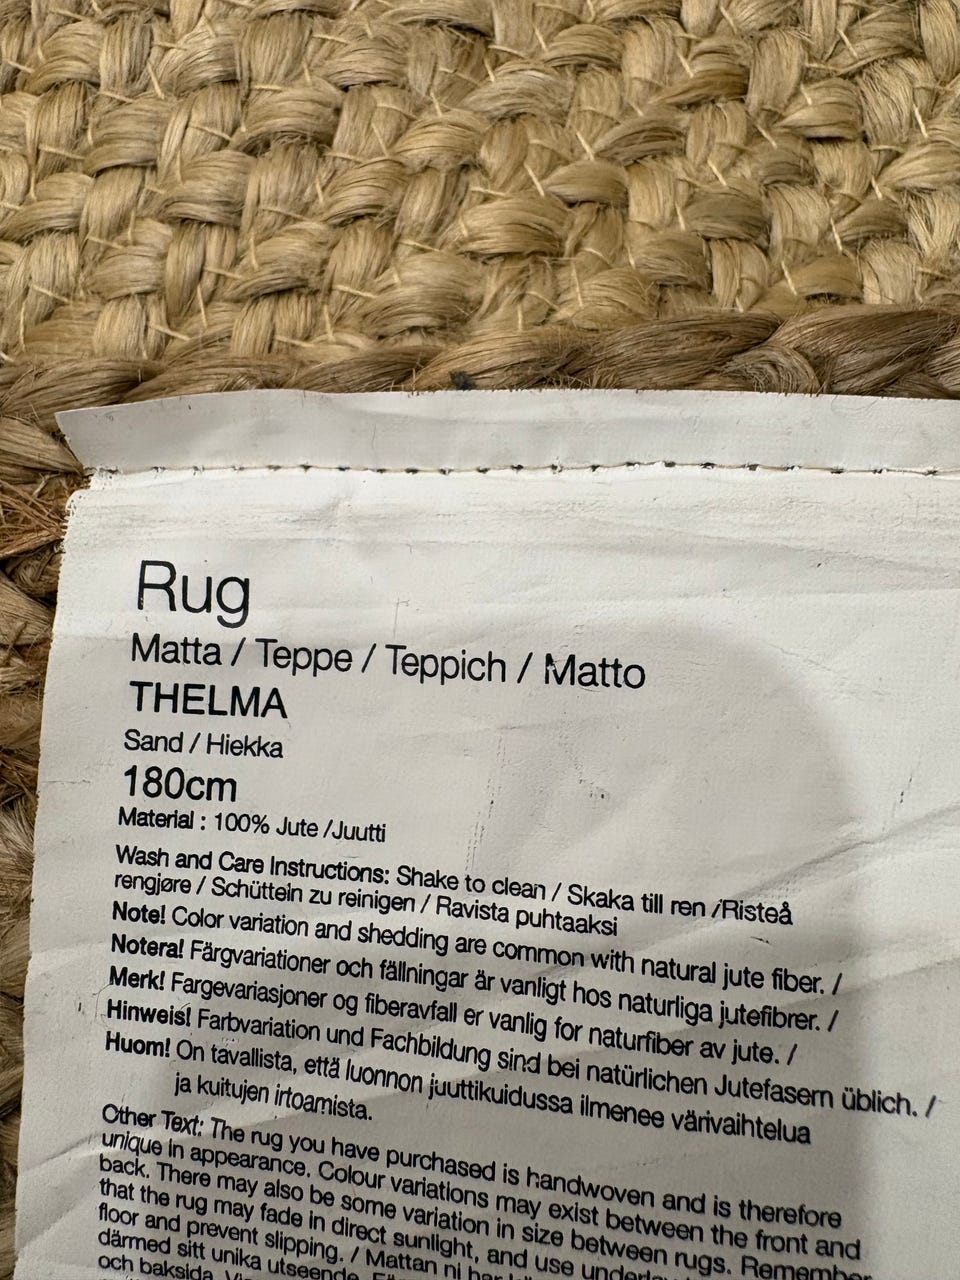 Rug
Matta / Teppe / Teppich / Matto
THELMA
Sand / Hiekka
180cm
Material : 100% Jute /Juutti
Wash and Care Instructions: Shake to clean / Skaka till ren /Risteå
rengjøre / Schütteln zu reinigen / Ravista puhtaaksi
Note! Color variation and shedding are common with natural jute fiber. /
Notera! Färgvariationer och fällningar är vanligt hos naturliga jutefibrer. /
Merk! Fargevariasjoner og fiberavfall er vanlig for naturfiber av jute. /
Hinweis! Farbvariation und Fachbildung sind bei natürlichen Jutefasern üblich. /
Huom! On tavallista, että luonnon juuttikuidussa ilmenee värivaihtelua
ja kuitujen irtoamista.
Other Text: The rug you have purchased is handwoven and is therefore
unique in appearance. Colour variations may exist between the front and
back. There may also be some variation in size between rugs. Remember
that the rug may fade in direct sunlight, and use underlay
floor and prevent slipping. / Mattan ni har
därmed sitt unika utseende.
och baksida.